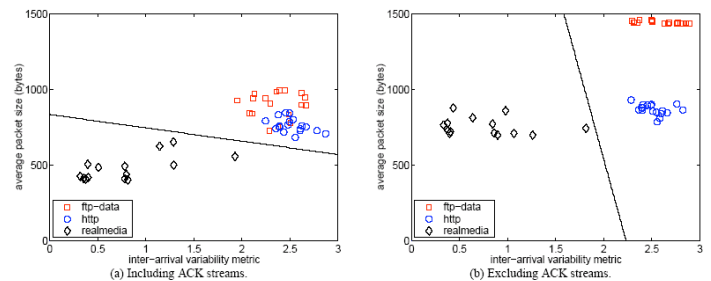 1500
1000
500
0
average packet size (bytes)
ftp-data
http
realmedia
0 0.5 1 1.5 2 2.5 3
inter-arrival variability metric
(a) Including ACK streams.
1500
1000
500
0
average packet size (bytes)
ftp-data
http
realmedia
0 0.5 1 1.5 2 2.5 3
inter-arrival variability metric
(b) Excluding ACK streams.